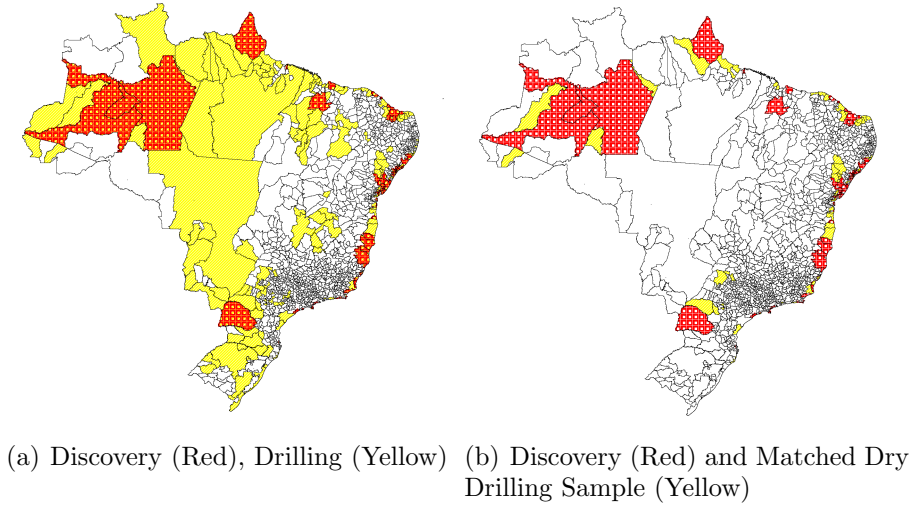 (a) Discovery (Red), Drilling (Yellow)
(b) Discovery (Red) and Matched Dry
Drilling Sample (Yellow)